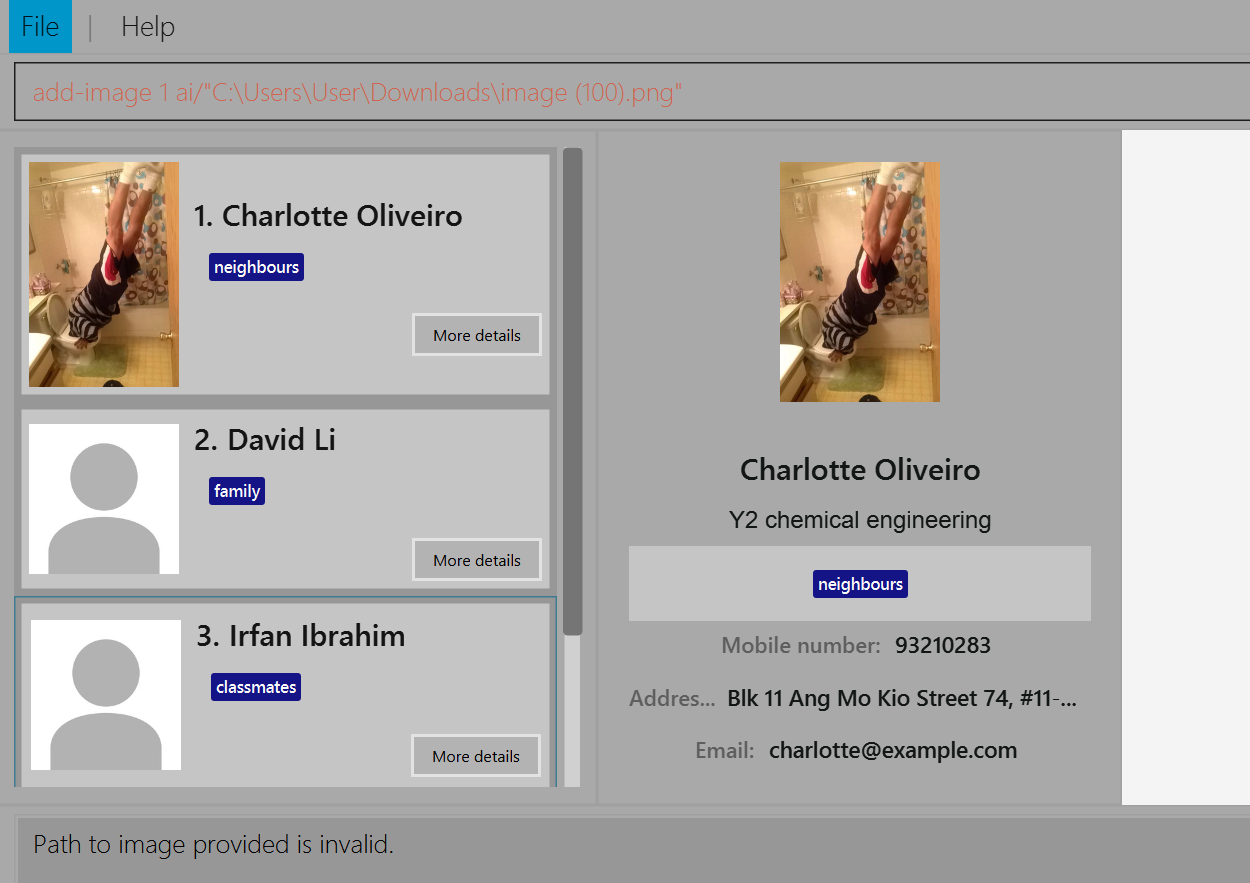 File | Help
add-image 1 ai/"C:\Users\User\Downloads\image (100).png"
1. Charlotte Oliveiro
neighbours
More details
2. David Li
family
More details
3. Irfan Ibrahim
classmates
More details
Charlotte Oliveiro
Y2 chemical engineering
neighbours
Mobile number: 93210283
Addres... Blk 11 Ang Mo Kio Street 74, #11-...
Email: charlotte@example.com
Path to image provided is invalid.